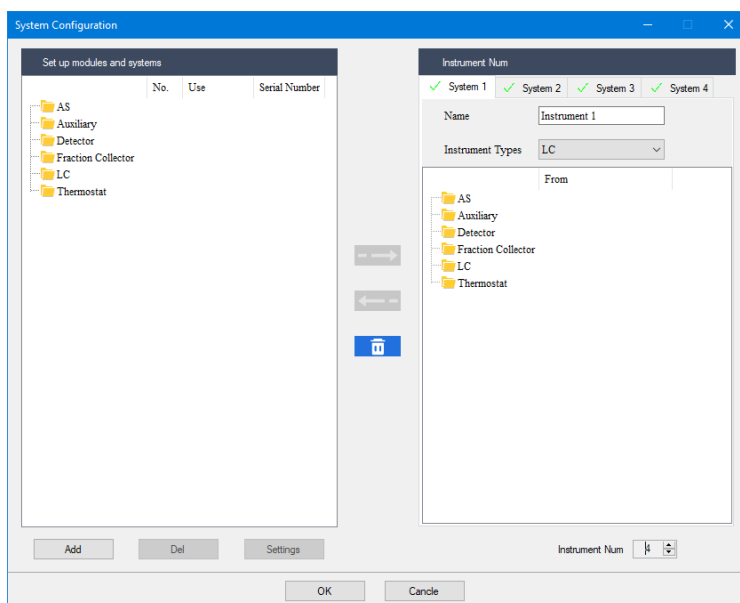 System Configuration
Set up modules and systems
No. Use Serial Number
AS
Auxiliary
Detector
Fraction Collector
LC
Thermostat
Add Del Settings
Instrument Num
System 1 System 2 System 3 System 4
Name Instrument 1
Instrument Types LC
From
AS
Auxiliary
Detector
Fraction Collector
LC
Thermostat
Instrument Num 4
OK Cancle